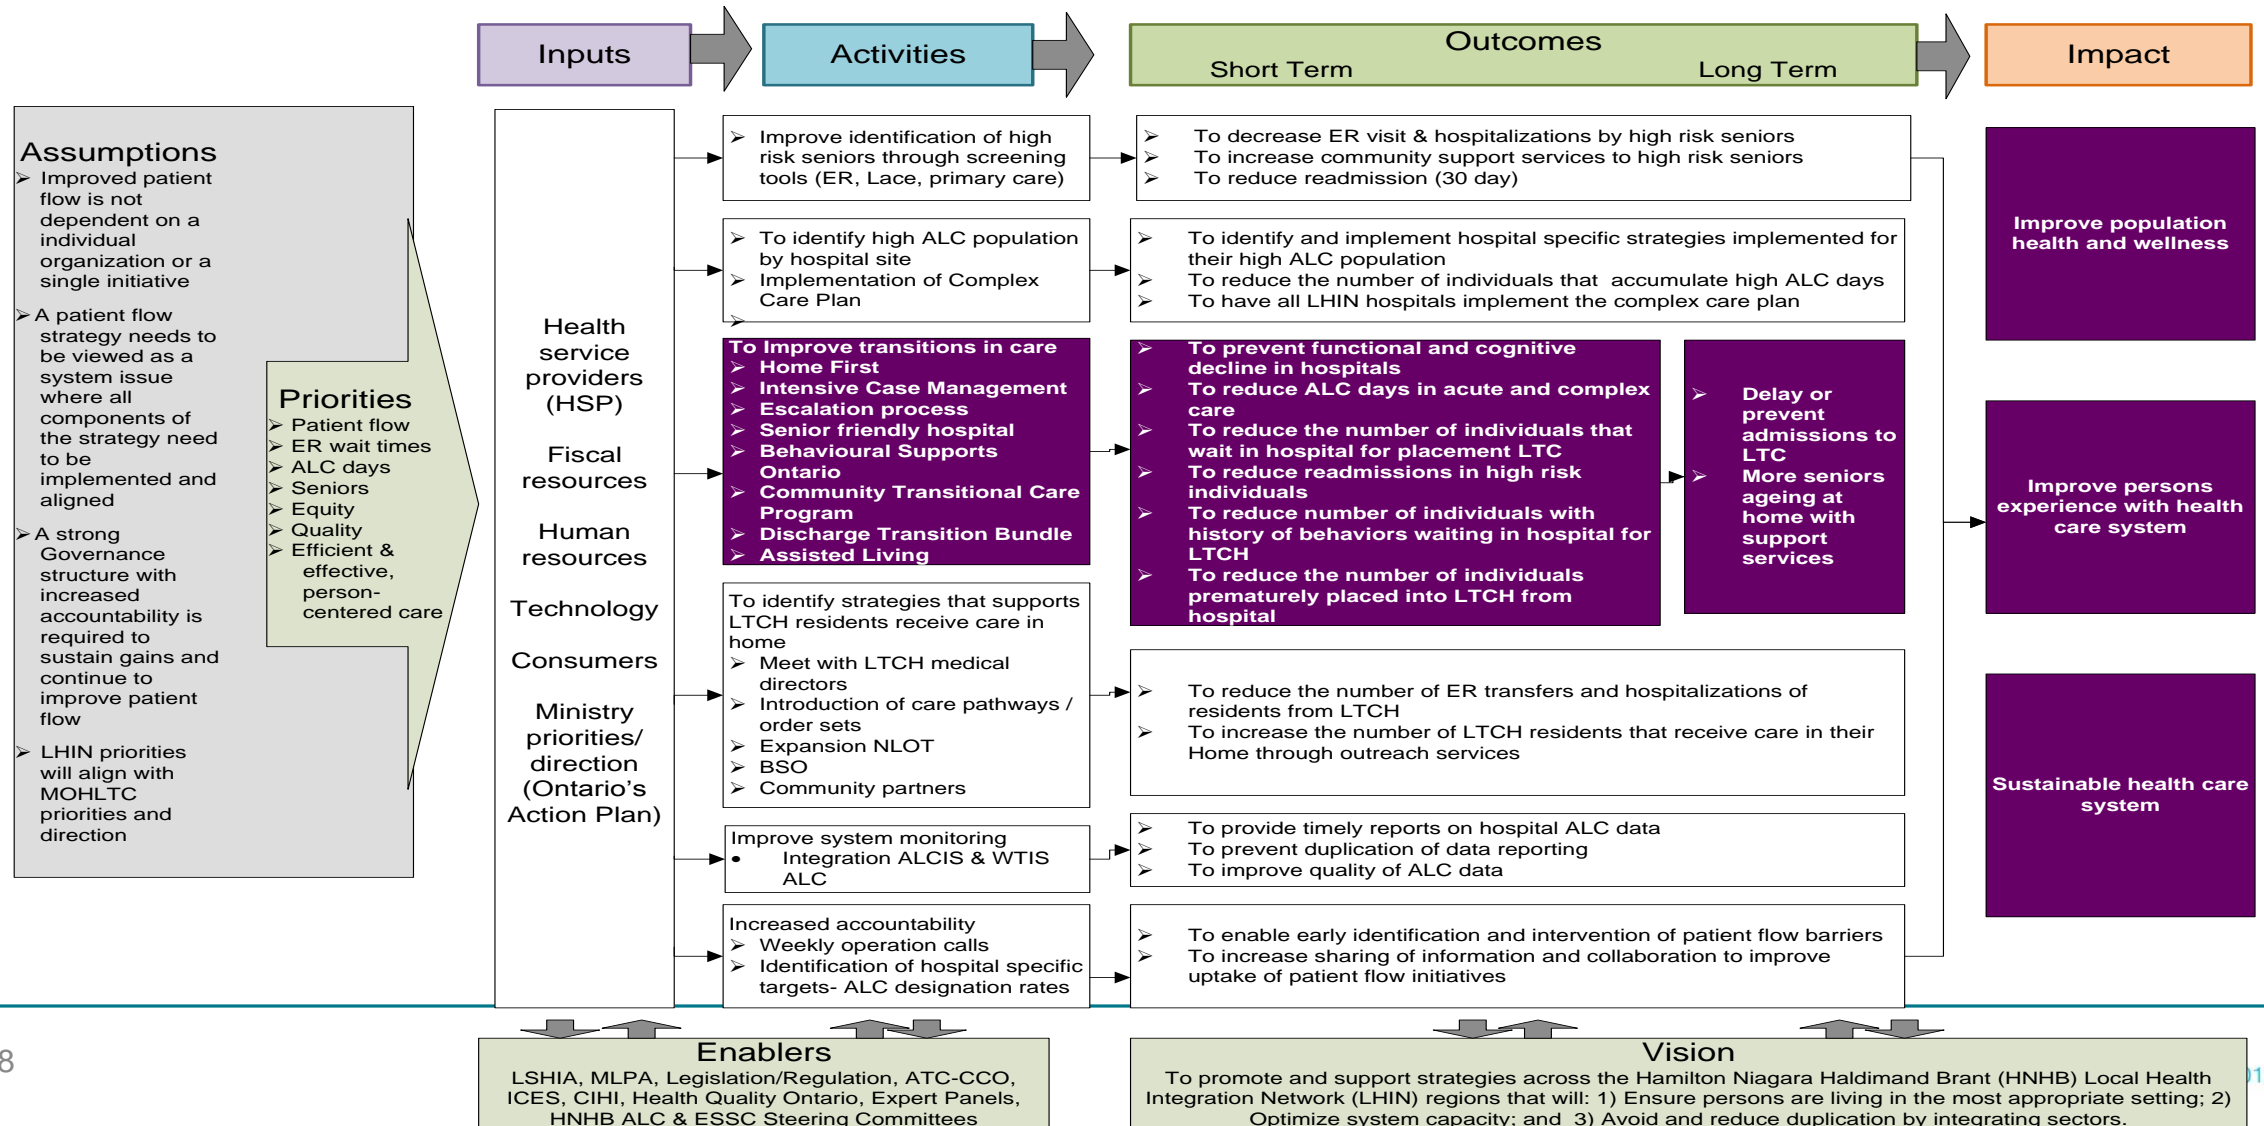 Inputs
Activities
Outcomes
Short Term
Long Term
Impact
Assumptions
➢ Improved patient
flow is not
dependent on a
individual
organization or a
single initiative
➢ A patient flow
strategy needs to
be viewed as a
system issue
where all
components of
the strategy need
to be
implemented and
aligned
➢ A strong
Governance
structure with
increased
accountability is
required to
sustain gains and
continue to
improve patient
flow
➢ LHIN priorities
will align with
MOHLTC
priorities and
direction
Priorities
➢ Patient flow
➢ ER wait times
➢ ALC days
➢ Seniors
➢ Equity
➢ Quality
➢ Efficient &
effective,
person-
centered care
Health
service
providers
(HSP)
Fiscal
resources
Human
resources
Technology
Consumers
Ministry
priorities/
direction
(Ontario's
Action Plan)
➢ Improve identification of high
risk seniors through screening
tools (ER, Lace, primary care)
➢ To identify high ALC population
by hospital site
➢ Implementation of Complex
Care Plan
➢
To Improve transitions in care
➢ Home First
➢ Intensive Case Management
➢ Escalation process
➢ Senior friendly hospital
➢ Behavioural Supports
Ontario
➢ Community Transitional Care
Program
➢ Discharge Transition Bundle
➢ Assisted Living
To identify strategies that supports
LTCH residents receive care in
home
➢ Meet with LTCH medical
directors
➢ Introduction of care pathways /
order sets
➢ Expansion NLOT
➢ BSO
➢ Community partners
Improve system monitoring
• Integration ALCIS & WTIS
ALC
Increased accountability
➢ Weekly operation calls
➢ Identification of hospital specific
targets- ALC designation rates
➢ To decrease ER visit & hospitalizations by high risk seniors
➢ To increase community support services to high risk seniors
➢ To reduce readmission (30 day)
➢ To identify and implement hospital specific strategies implemented for
their high ALC population
➢ To reduce the number of individuals that accumulate high ALC days
➢ To have all LHIN hospitals implement the complex care plan
➢ To prevent functional and cognitive
decline in hospitals
➢ To reduce ALC days in acute and complex
care
➢ To reduce the number of individuals that
wait in hospital for placement LTC
➢ To reduce readmissions in high risk
individuals
➢ To reduce number of individuals with
history of behaviors waiting in hospital for
LTCH
➢ To reduce the number of individuals
prematurely placed into LTCH from
hospital
➢ Delay or
prevent
admissions to
LTC
➢ More seniors
ageing at
home with
support
services
➢ To reduce the number of ER transfers and hospitalizations of
residents from LTCH
➢ To increase the number of LTCH residents that receive care in their
Home through outreach services
➢ To provide timely reports on hospital ALC data
➢ To prevent duplication of data reporting
➢ To improve quality of ALC data
➢ To enable early identification and intervention of patient flow barriers
➢ To increase sharing of information and collaboration to improve
uptake of patient flow initiatives
Improve population
health and wellness
Improve persons
experience with health
care system
Sustainable health care
system
8
Enablers
LSHIA, MLPA, Legislation/Regulation, ATC-CCO,
ICES, CIHI, Health Quality Ontario, Expert Panels,
HNHB ALC & ESSC Steering Committees
Vision
To promote and support strategies across the Hamilton Niagara Haldimand Brant (HNHB) Local Health
Integration Network (LHIN) regions that will: 1) Ensure persons are living in the most appropriate setting; 2)
Optimize system capacity; and 3) Avoid and reduce duplication by integrating sectors.